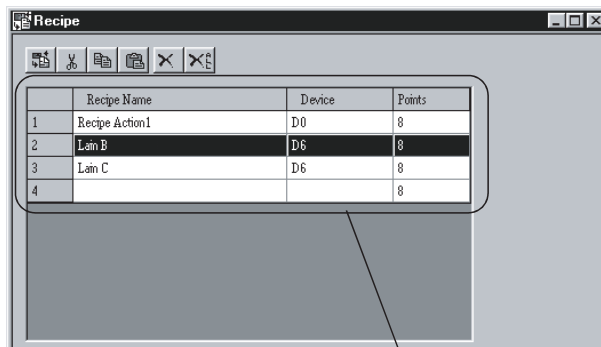 Recipe
Recipe Name Device Points
1 Recipe Action1 D0 8
2 Lain B D6 8
3 Lain C D6 8
4 8